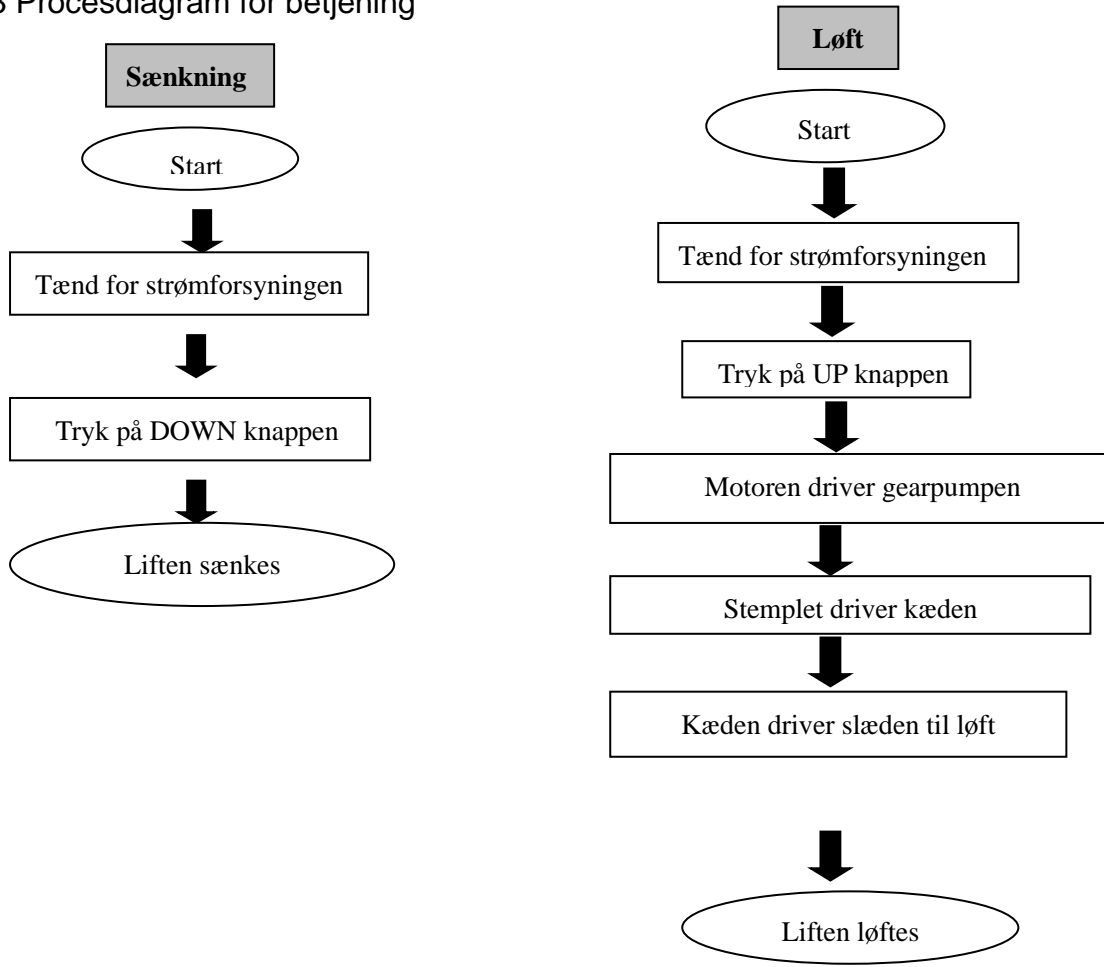 3 Procesdiagram for betjening
Sænkning
Start
Tænd for strømforsyningen
Tryk på DOWN knappen
Liften sænkes
Løft
Start
Tænd for strømforsyningen
Tryk på UP knappen
Motoren driver gearpumpen
Stemplet driver kæden
Kæden driver slæden til løft
Liften løftes